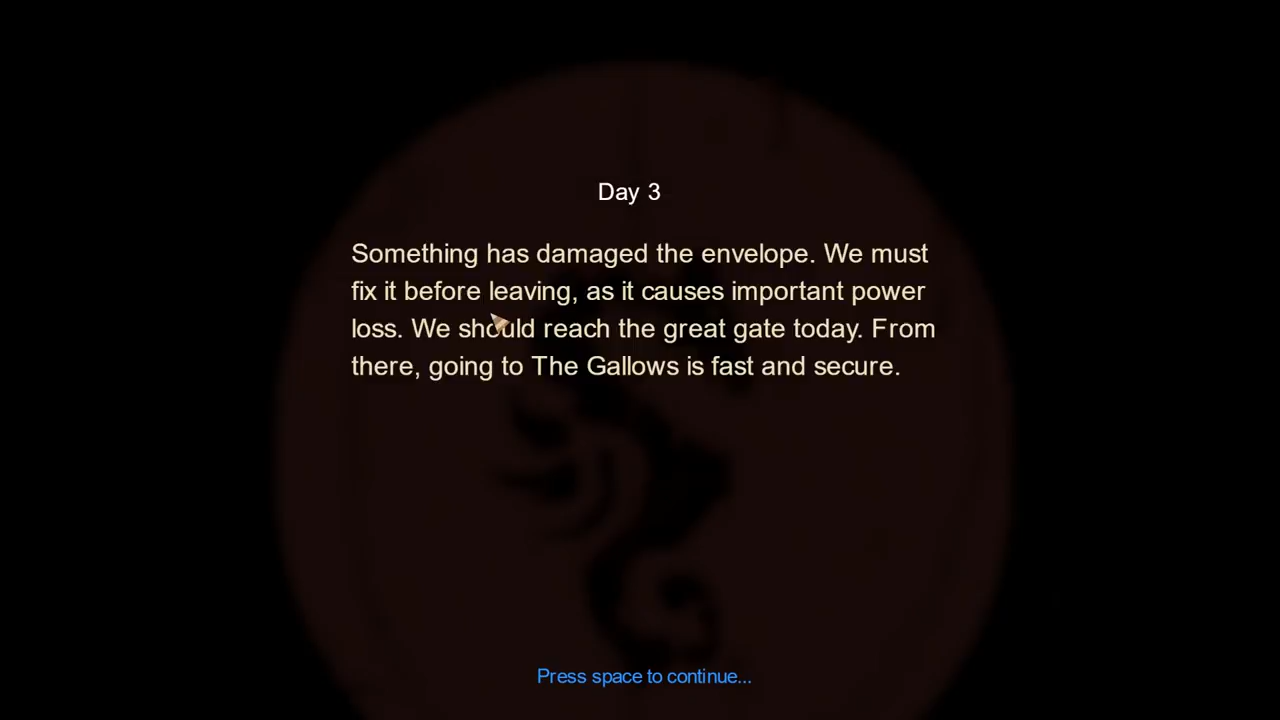 Day 3
Something has damaged the envelope. We must
fix it before leaving, as it causes important power
loss. We should reach the great gate today. From
there, going to The Gallows is fast and secure.
Press space to continue...